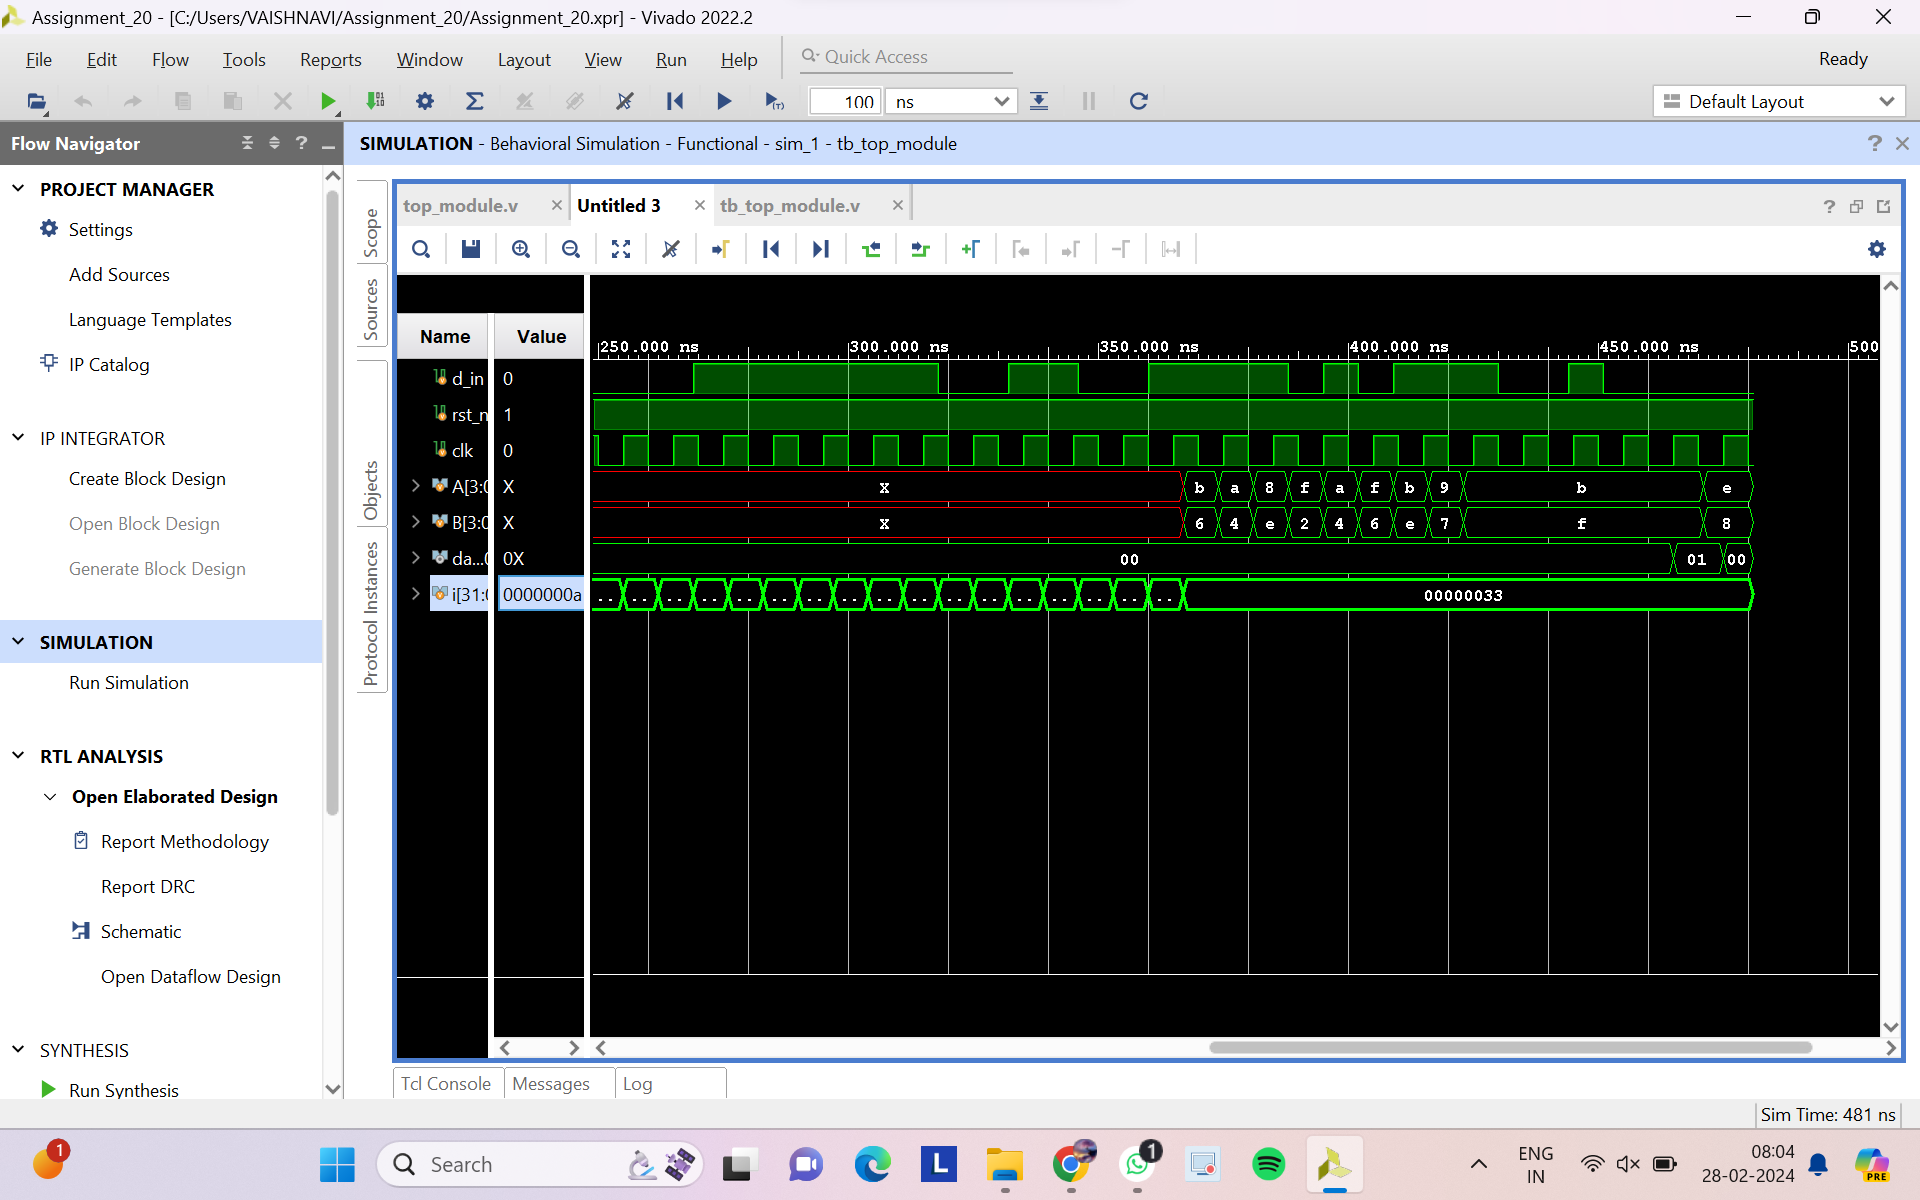 Assignment_20 - [C:/Users/VAISHNAVI/Assignment_20/Assignment_20.xpr] - Vivado 2022.2
File Edit Flow Tools Reports Window Layout View Run Help Quick Access Ready
100 ns Default Layout
Flow Navigator
SIMULATION - Behavioral Simulation - Functional - sim_1 - tb_top_module
PROJECT MANAGER
Settings
Add Sources
Language Templates
IP Catalog
IP INTEGRATOR
Create Block Design
Open Block Design
Generate Block Design
SIMULATION
Run Simulation
RTL ANALYSIS
Open Elaborated Design
Report Methodology
Report DRC
Schematic
Open Dataflow Design
SYNTHESIS
Run Synthesis
Scope
Sources
Objects
Protocol Instances
top_module.v Untitled 3 tb_top_module.v
Name Value
250.000 ns 300.000 ns 350.000 ns 400.000 ns 450.000 ns 500
d_in 0
rst_n 1
clk 0
A[3:0 X X b a 8 f a f b 9 b e
B[3:0 X X 6 4 e 2 4 6 e 7 f 8
da...0 0X 00 01 00
i[31:0 0000000a .. .. .. .. .. .. .. .. .. .. .. .. .. .. .. .. .. 00000033
Tcl Console Messages Log
Sim Time: 481 ns
1
Search
L
1
PRE
ENG
IN
08:04
28-02-2024